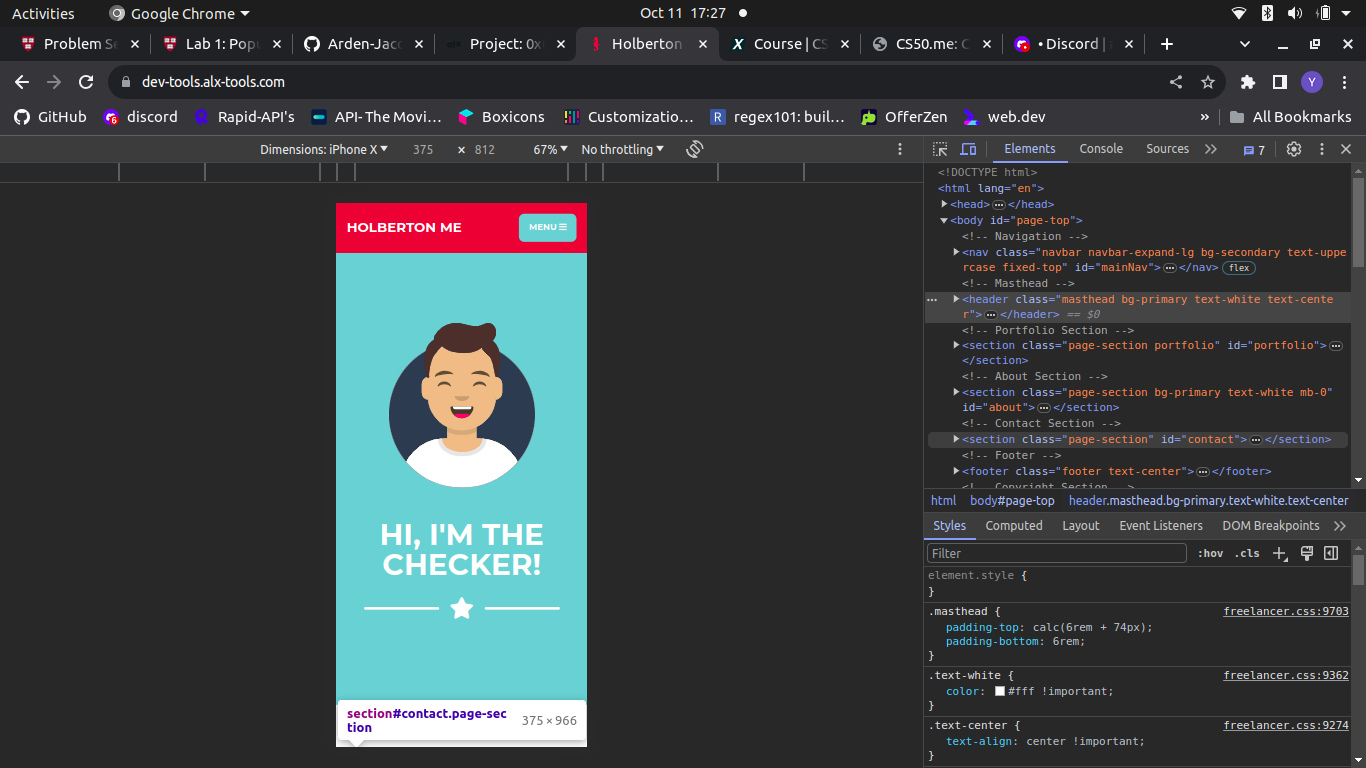 Activities Google Chrome Oct 11 17:27
Problem Se Lab 1: Popu Arden-Jaco Project: 0x Holberton Course | CS CS50.me: C • Discord |
dev-tools.alx-tools.com Y
GitHub discord Rapid-API's API- The Movi... Boxicons Customizatio... regex101: buil... OfferZen web.dev » All Bookmarks
Dimensions: iPhone X 375 × 812 67% No throttling
Elements Console Sources 7
HOLBERTON ME
MENU
HI, I'M THE
CHECKER!
section#contact.page-sec
tion
375 × 966
<!DOCTYPE html>
<html lang="en">
<head>…</head>
<body id="page-top">
<!-- Navigation -->
<nav class="navbar navbar-expand-lg bg-secondary text-uppe
rcase fixed-top" id="mainNav">…</nav> flex
<!-- Masthead -->
<header class="masthead bg-primary text-white text-cente
r">…</header> == $0
<!-- Portfolio Section -->
<section class="page-section portfolio" id="portfolio">…
</section>
<!-- About Section -->
<section class="page-section bg-primary text-white mb-0"
id="about">…</section>
<!-- Contact Section -->
<section class="page-section" id="contact">…</section>
<!-- Footer -->
<footer class="footer text-center">…</footer>
<!-- Copyright Section -->
html body#page-top header.masthead.bg-primary.text-white.text-center
Styles Computed Layout Event Listeners DOM Breakpoints
Filter :hov .cls
element.style {
}
.masthead { freelancer.css:9703
padding-top: calc(6rem + 74px);
padding-bottom: 6rem;
}
.text-white { freelancer.css:9362
color: #fff !important;
}
.text-center { freelancer.css:9274
text-align: center !important;
}